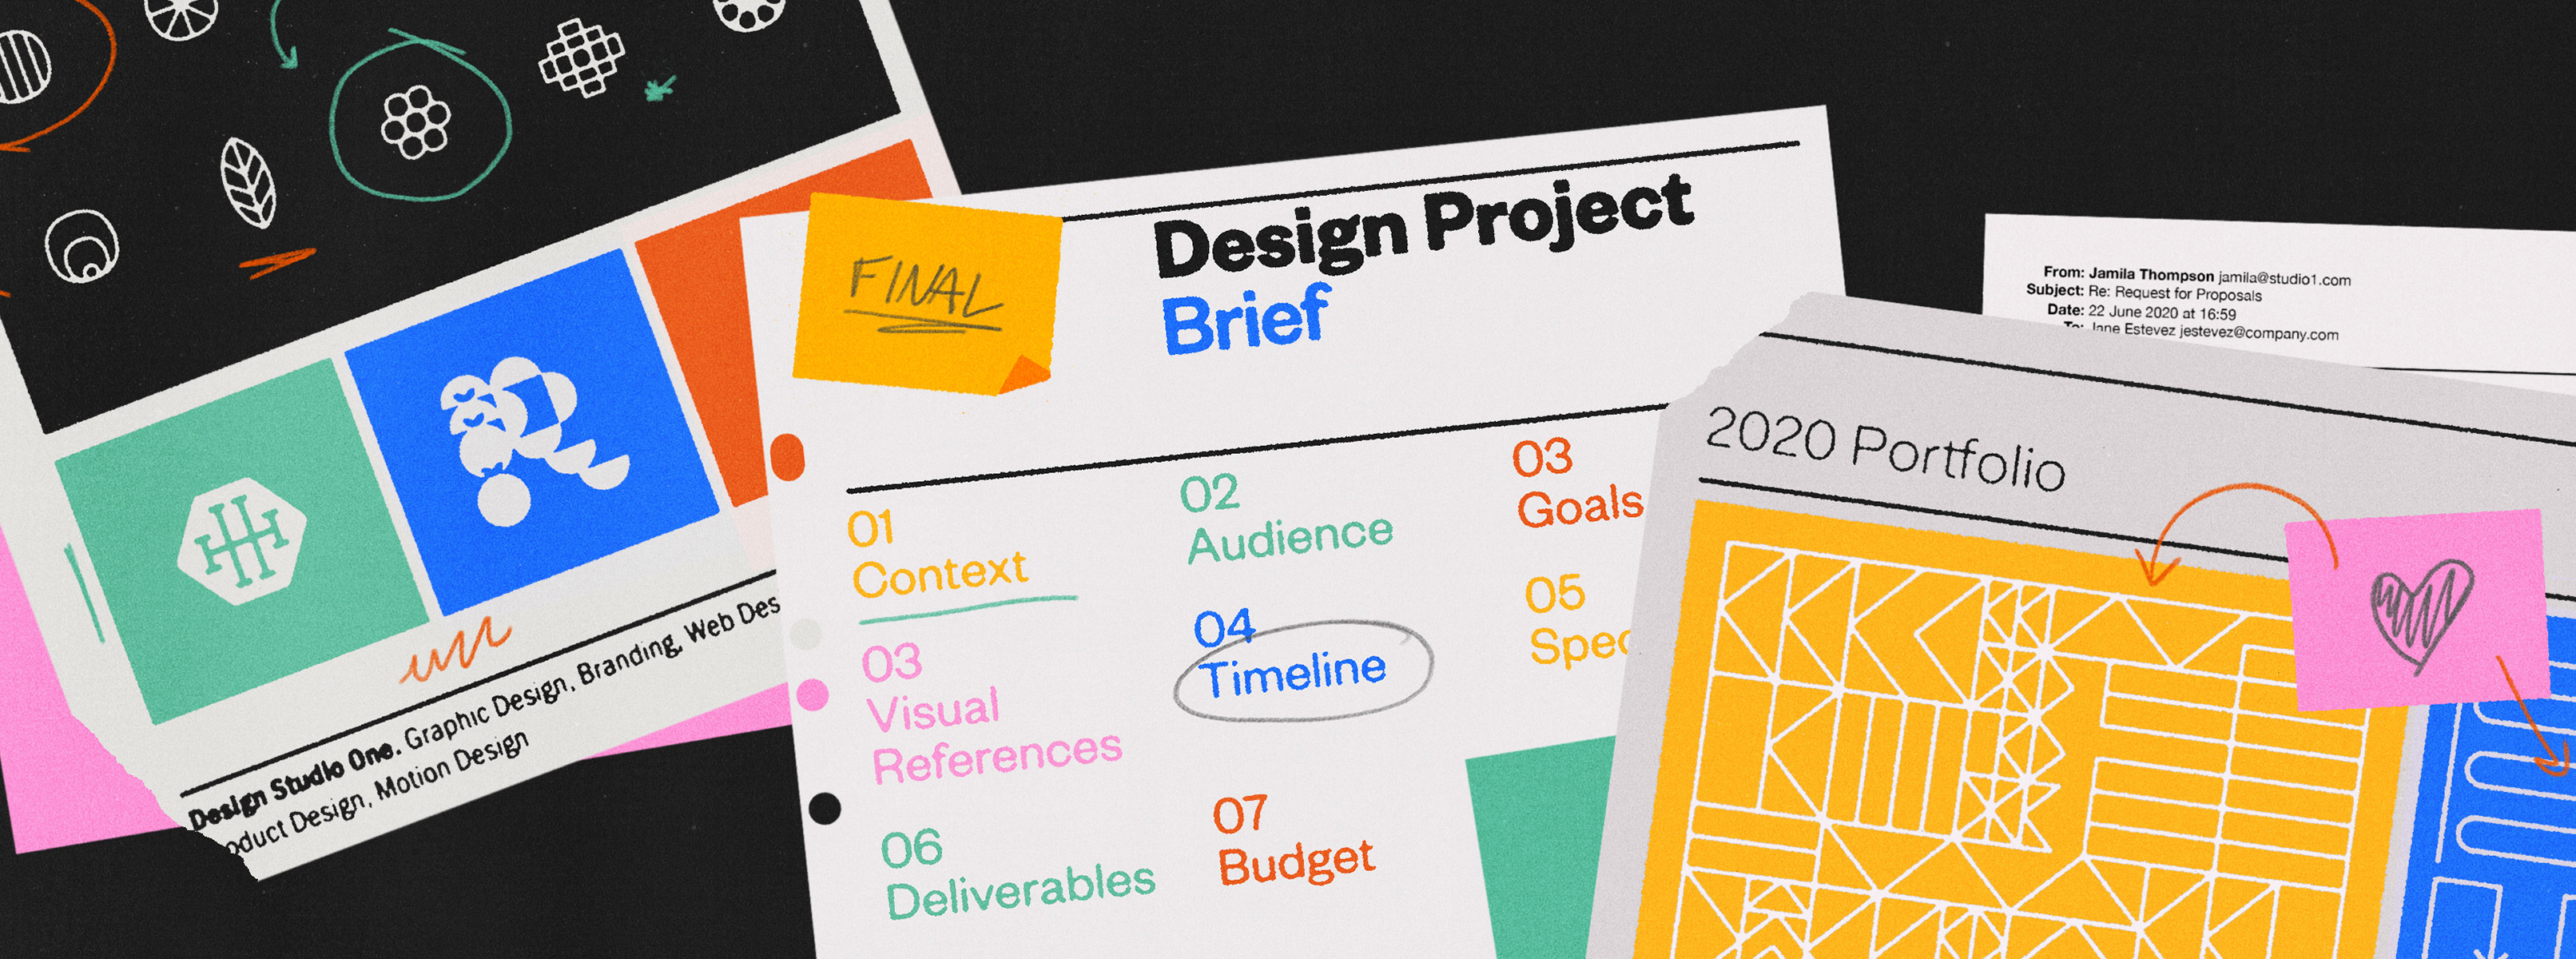 FINAL
Design Project
Brief
01
Context
02
Audience
03
Goals
03
Visual
References
04
Timeline
05
06
Deliverables
07
Budget
Design Studio One. Graphic Design, Branding, Web
Design, Motion Design
From: Jamila Thompson jamila@studio1.com
Subject: Re: Request for Proposals
Date: 22 June 2020 at 16:59
To: Jane Estevez jestevez@company.com
2020 Portfolio